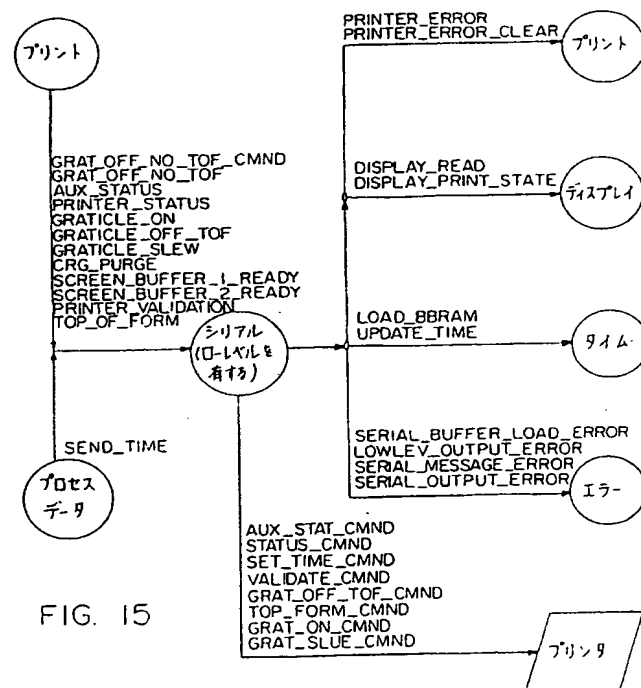 プリント
GRAT_OFF_NO_TOF_CMND
GRAT_OFF_NO_TOF
AUX_STATUS
PRINTER_STATUS
GRATICLE_ON
GRATICLE_OFF_TOF
GRATICLE_SLEW
CRG_PURGE
SCREEN_BUFFER_1_READY
SCREEN_BUFFER_2_READY
PRINTER_VALIDATION
TOP_OF_FORM
SEND_TIME
プロセス
データ
シリアル
(ローレベルを
有する)
PRINTER_ERROR
PRINTER_ERROR_CLEAR
プリント
DISPLAY_READ
DISPLAY_PRINT_STATE
ディスプレイ
LOAD_BBRAM
UPDATE_TIME
タイム
SERIAL_BUFFER_LOAD_ERROR
LOWLEV_OUTPUT_ERROR
SERIAL_MESSAGE_ERROR
SERIAL_OUTPUT_ERROR
エラー
AUX_STAT_CMND
STATUS_CMND
SET_TIME_CMND
VALIDATE_CMND
GRAT_OFF_TOF_CMND
TOP_FORM_CMND
GRAT_ON_CMND
GRAT_SLUE_CMND
プリンタ
FIG. 15